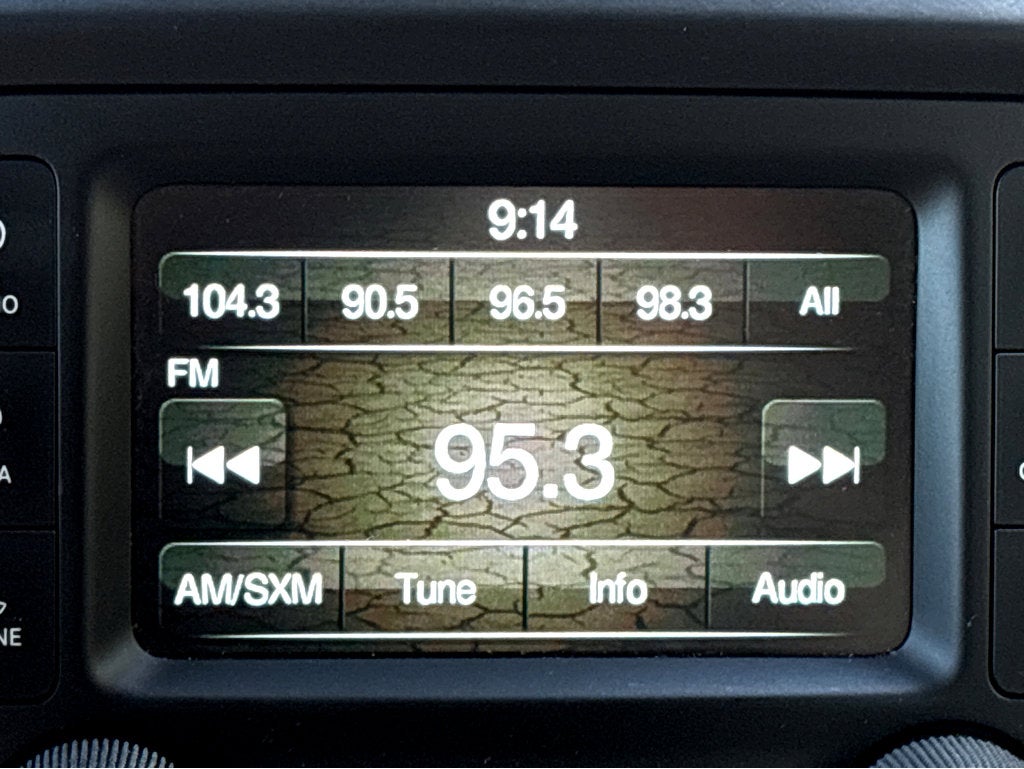 9:14
104.3 90.5 96.5 98.3 All
FM
95.3
AM/SXM Tune Info Audio